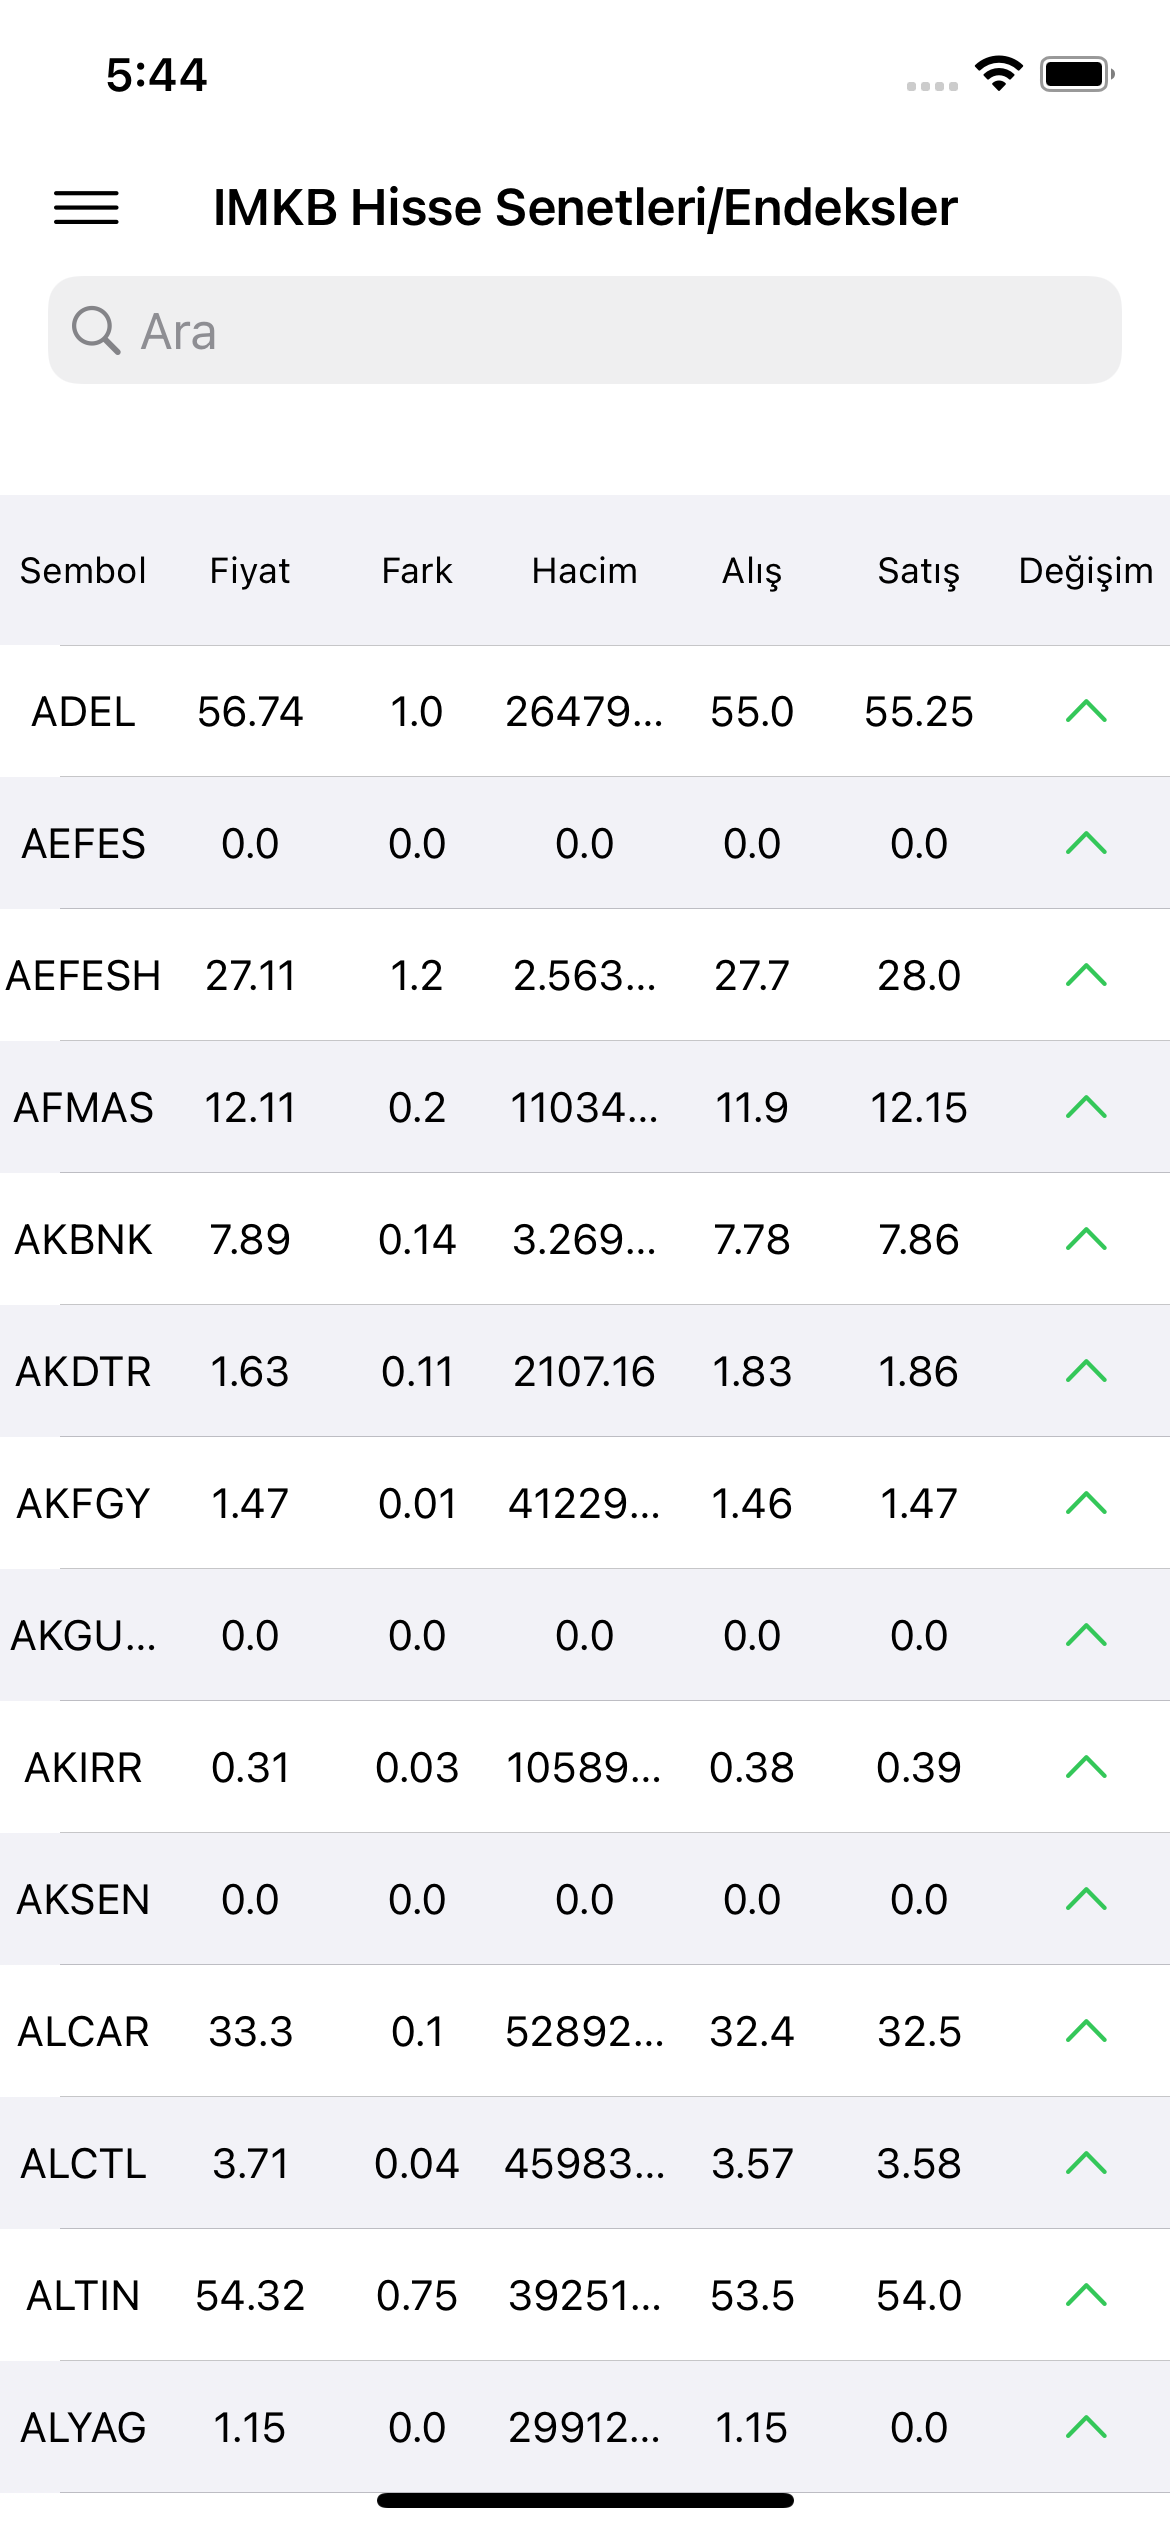 5:44
IMKB Hisse Senetleri/Endeksler
Ara
Sembol Fiyat Fark Hacim Alış Satış Değişim
ADEL 56.74 1.0 26479... 55.0 55.25
AEFES 0.0 0.0 0.0 0.0 0.0
AEFESH 27.11 1.2 2.563... 27.7 28.0
AFMAS 12.11 0.2 11034... 11.9 12.15
AKBNK 7.89 0.14 3.269... 7.78 7.86
AKDTR 1.63 0.11 2107.16 1.83 1.86
AKFGY 1.47 0.01 41229... 1.46 1.47
AKGU... 0.0 0.0 0.0 0.0 0.0
AKIRR 0.31 0.03 10589... 0.38 0.39
AKSEN 0.0 0.0 0.0 0.0 0.0
ALCAR 33.3 0.1 52892... 32.4 32.5
ALCTL 3.71 0.04 45983... 3.57 3.58
ALTIN 54.32 0.75 39251... 53.5 54.0
ALYAG 1.15 0.0 29912... 1.15 0.0